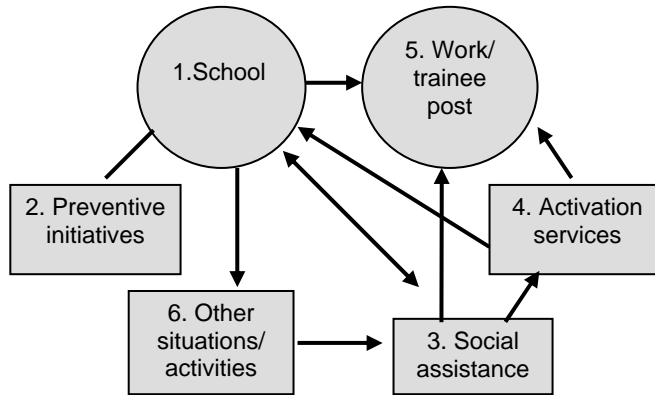 1.School
5. Work/
trainee
post
2. Preventive
initiatives
4. Activation
services
6. Other
situations/
activities
3. Social
assistance